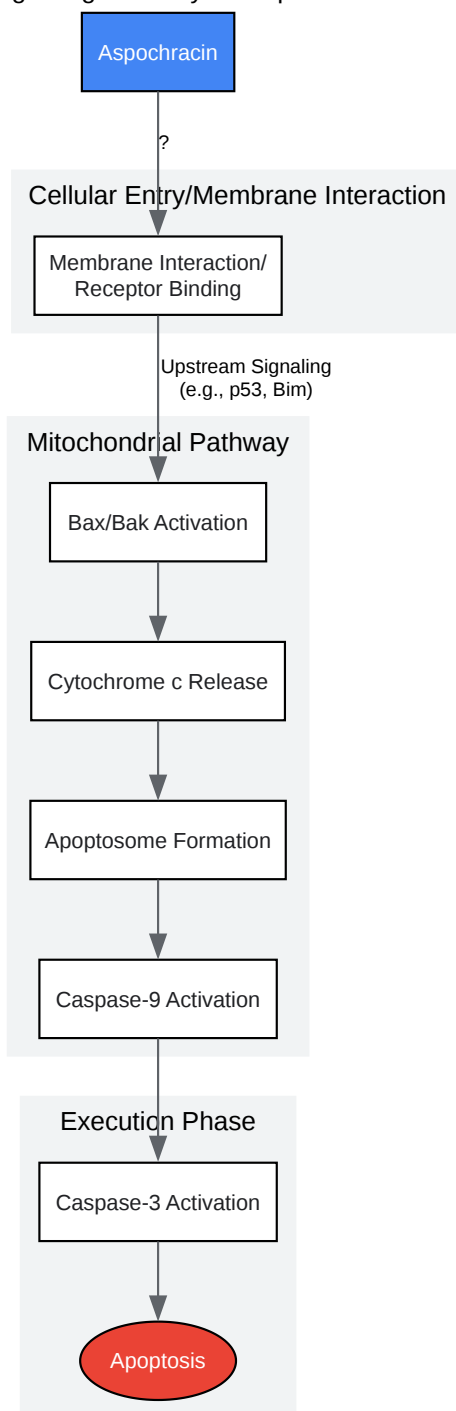 Aspochracin
?
Cellular Entry/Membrane Interaction
Membrane Interaction/
Receptor Binding
Upstream Signaling
(e.g., p53, Bim)
Mitochondrial Pathway
Bax/Bak Activation
Cytochrome c Release
Apoptosome Formation
Caspase-9 Activation
Execution Phase
Caspase-3 Activation
Apoptosis